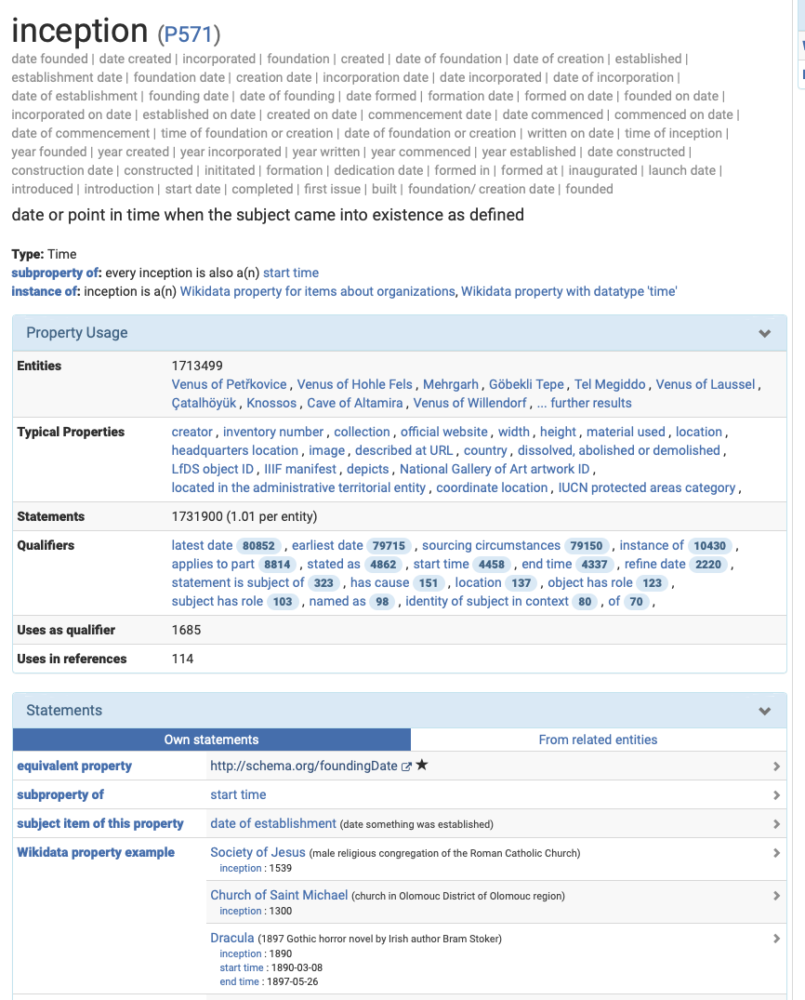 inception (P571)
date founded | date created | incorporated | foundation | created | date of foundation | date of creation | established |
establishment date | foundation date | creation date | incorporation date | date incorporated | date of incorporation |
date of establishment | founding date | date of founding | date formed | formation date | formed on date | founded on date |
incorporated on date | established on date | created on date | commencement date | date commenced | commenced on date |
date of commencement | time of foundation or creation | date of foundation or creation | written on date | time of inception |
year founded | year created | year incorporated | year written | year commenced | year established | date constructed |
construction date | constructed | inititated | formation | dedication date | formed in | formed at | inaugurated | launch date |
introduced | introduction | start date | completed | first issue | built | foundation/ creation date | founded
date or point in time when the subject came into existence as defined
Type: Time
subproperty of: every inception is also a(n) start time
instance of: inception is a(n) Wikidata property for items about organizations, Wikidata property with datatype 'time'
Property Usage
Entities 1713499
Venus of Petřkovice , Venus of Hohle Fels , Mehrgarh , Göbekli Tepe , Tel Megiddo , Venus of Laussel ,
Çatalhöyük , Knossos , Cave of Altamira , Venus of Willendorf , ... further results
Typical Properties creator , inventory number , collection , official website , width , height , material used , location ,
headquarters location , image , described at URL , country , dissolved, abolished or demolished ,
LfDS object ID , IIIF manifest , depicts , National Gallery of Art artwork ID ,
located in the administrative territorial entity , coordinate location , IUCN protected areas category ,
Statements 1731900 (1.01 per entity)
Qualifiers latest date 80852 , earliest date 79715 , sourcing circumstances 79150 , instance of 10430 ,
applies to part 8814 , stated as 4862 , start time 4458 , end time 4337 , refine date 2220 ,
statement is subject of 323 , has cause 151 , location 137 , object has role 123 ,
subject has role 103 , named as 98 , identity of subject in context 80 , of 70 ,
Uses as qualifier 1685
Uses in references 114
Statements
Own statements From related entities
equivalent property http://schema.org/foundingDate
subproperty of start time
subject item of this property date of establishment (date something was established)
Wikidata property example Society of Jesus (male religious congregation of the Roman Catholic Church)
inception : 1539
Church of Saint Michael (church in Olomouc District of Olomouc region)
inception : 1300
Dracula (1897 Gothic horror novel by Irish author Bram Stoker)
inception : 1890
start time : 1890-03-08
end time : 1897-05-26